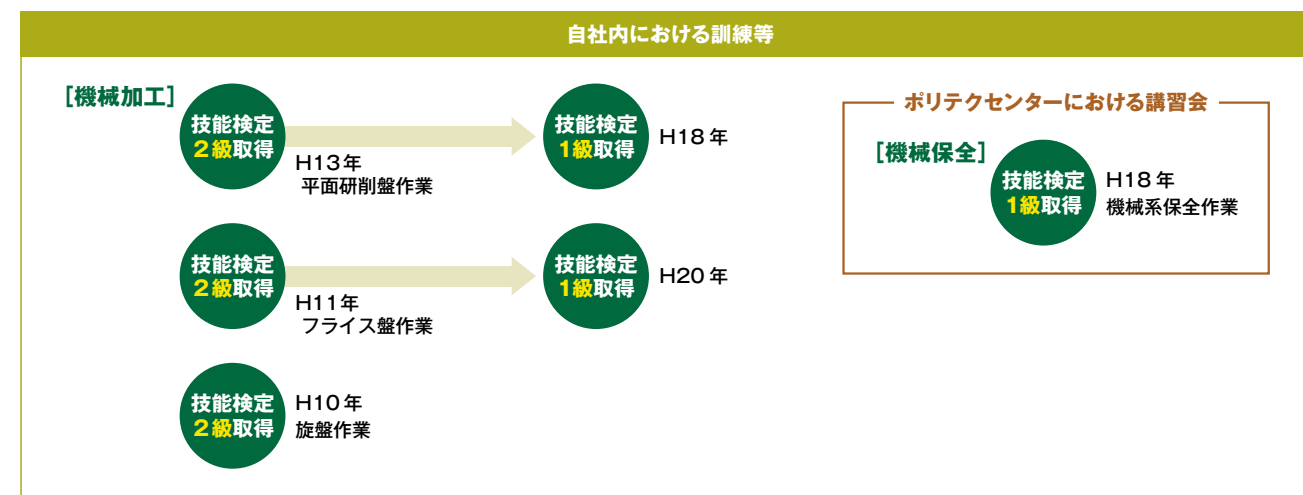 自社内における訓練等
[機械加工]
技能検定
2級取得
H13年
平面研削盤作業
技能検定
1級取得
H18年
技能検定
2級取得
H11年
フライス盤作業
技能検定
1級取得
H20年
技能検定
2級取得
H10年
旋盤作業
ポリテクセンターにおける講習会
[機械保全]
技能検定
1級取得
H18年
機械系保全作業